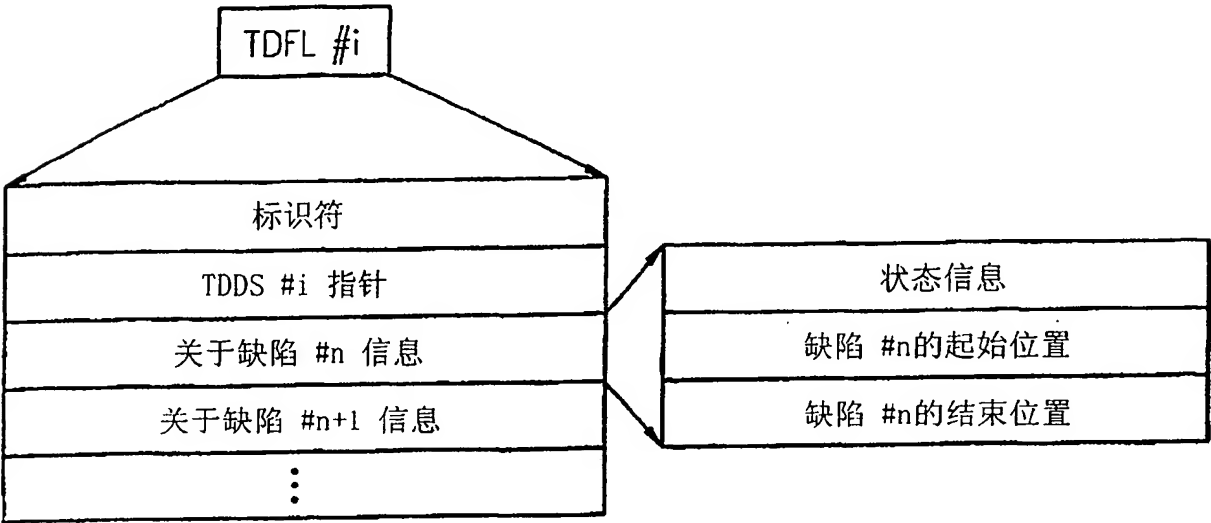 TDFL #i
标识符
TDDS #i 指针
关于缺陷 #n 信息
关于缺陷 #n+1 信息
⋮
状态信息
缺陷 #n的起始位置
缺陷 #n的结束位置